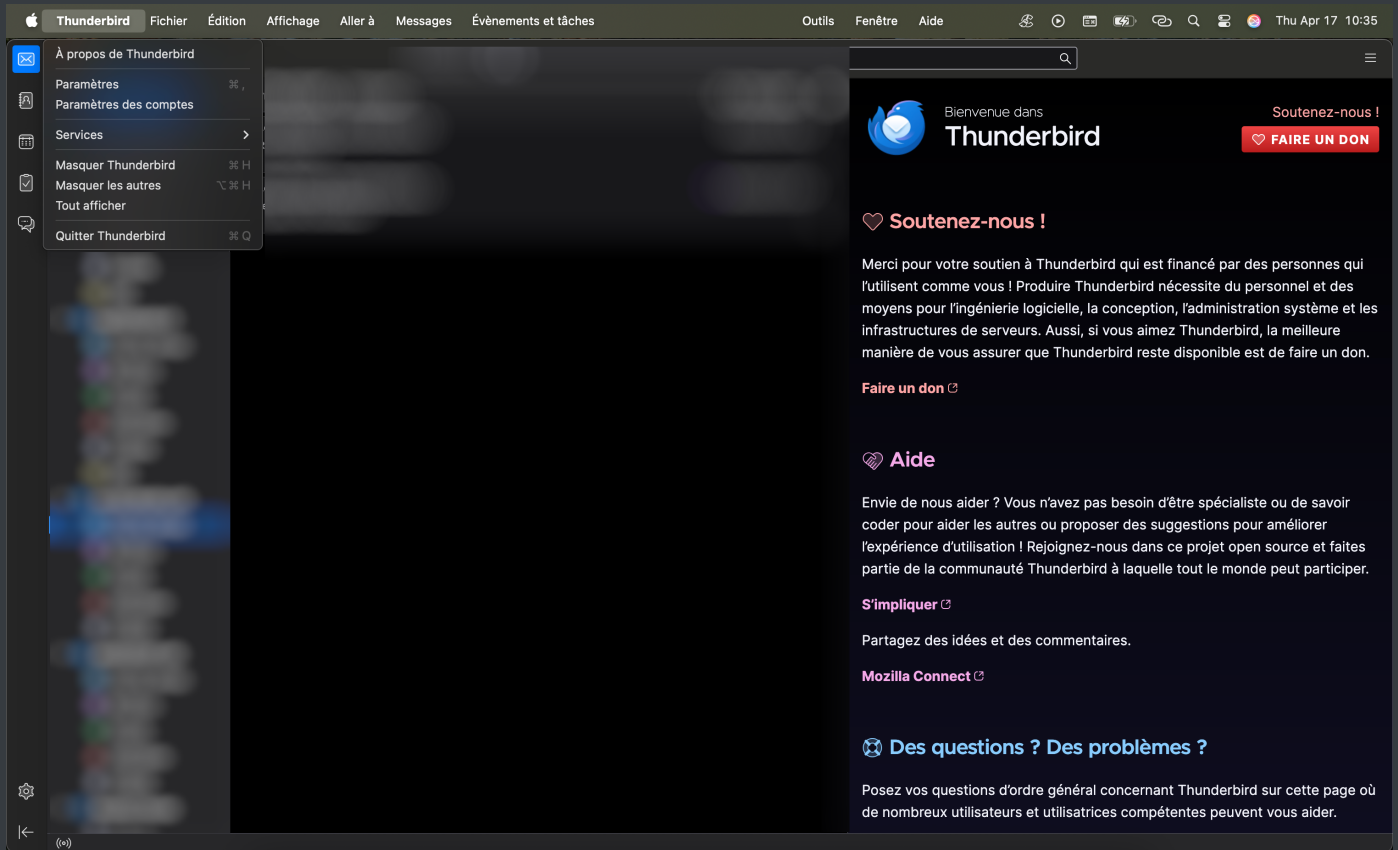 Thunderbird Fichier Édition Affichage Aller à Messages Évènements et tâches Outils Fenêtre Aide Thu Apr 17 10:35
À propos de Thunderbird
Paramètres ⌘ ,
Paramètres des comptes
Services
Masquer Thunderbird ⌘ H
Masquer les autres ⌥ ⌘ H
Tout afficher
Quitter Thunderbird ⌘ Q
Bienvenue dans
Thunderbird
Soutenez-nous !
FAIRE UN DON
Soutenez-nous !
Merci pour votre soutien à Thunderbird qui est financé par des personnes qui
l’utilisent comme vous ! Produire Thunderbird nécessite du personnel et des
moyens pour l’ingénierie logicielle, la conception, l’administration système et les
infrastructures de serveurs. Aussi, si vous aimez Thunderbird, la meilleure
manière de vous assurer que Thunderbird reste disponible est de faire un don.
Faire un don
Aide
Envie de nous aider ? Vous n’avez pas besoin d’être spécialiste ou de savoir
coder pour aider les autres ou proposer des suggestions pour améliorer
l’expérience d’utilisation ! Rejoignez-nous dans ce projet open source et faites
partie de la communauté Thunderbird à laquelle tout le monde peut participer.
S’impliquer
Partagez des idées et des commentaires.
Mozilla Connect
Des questions ? Des problèmes ?
Posez vos questions d’ordre général concernant Thunderbird sur cette page où
de nombreux utilisateurs et utilisatrices compétentes peuvent vous aider.